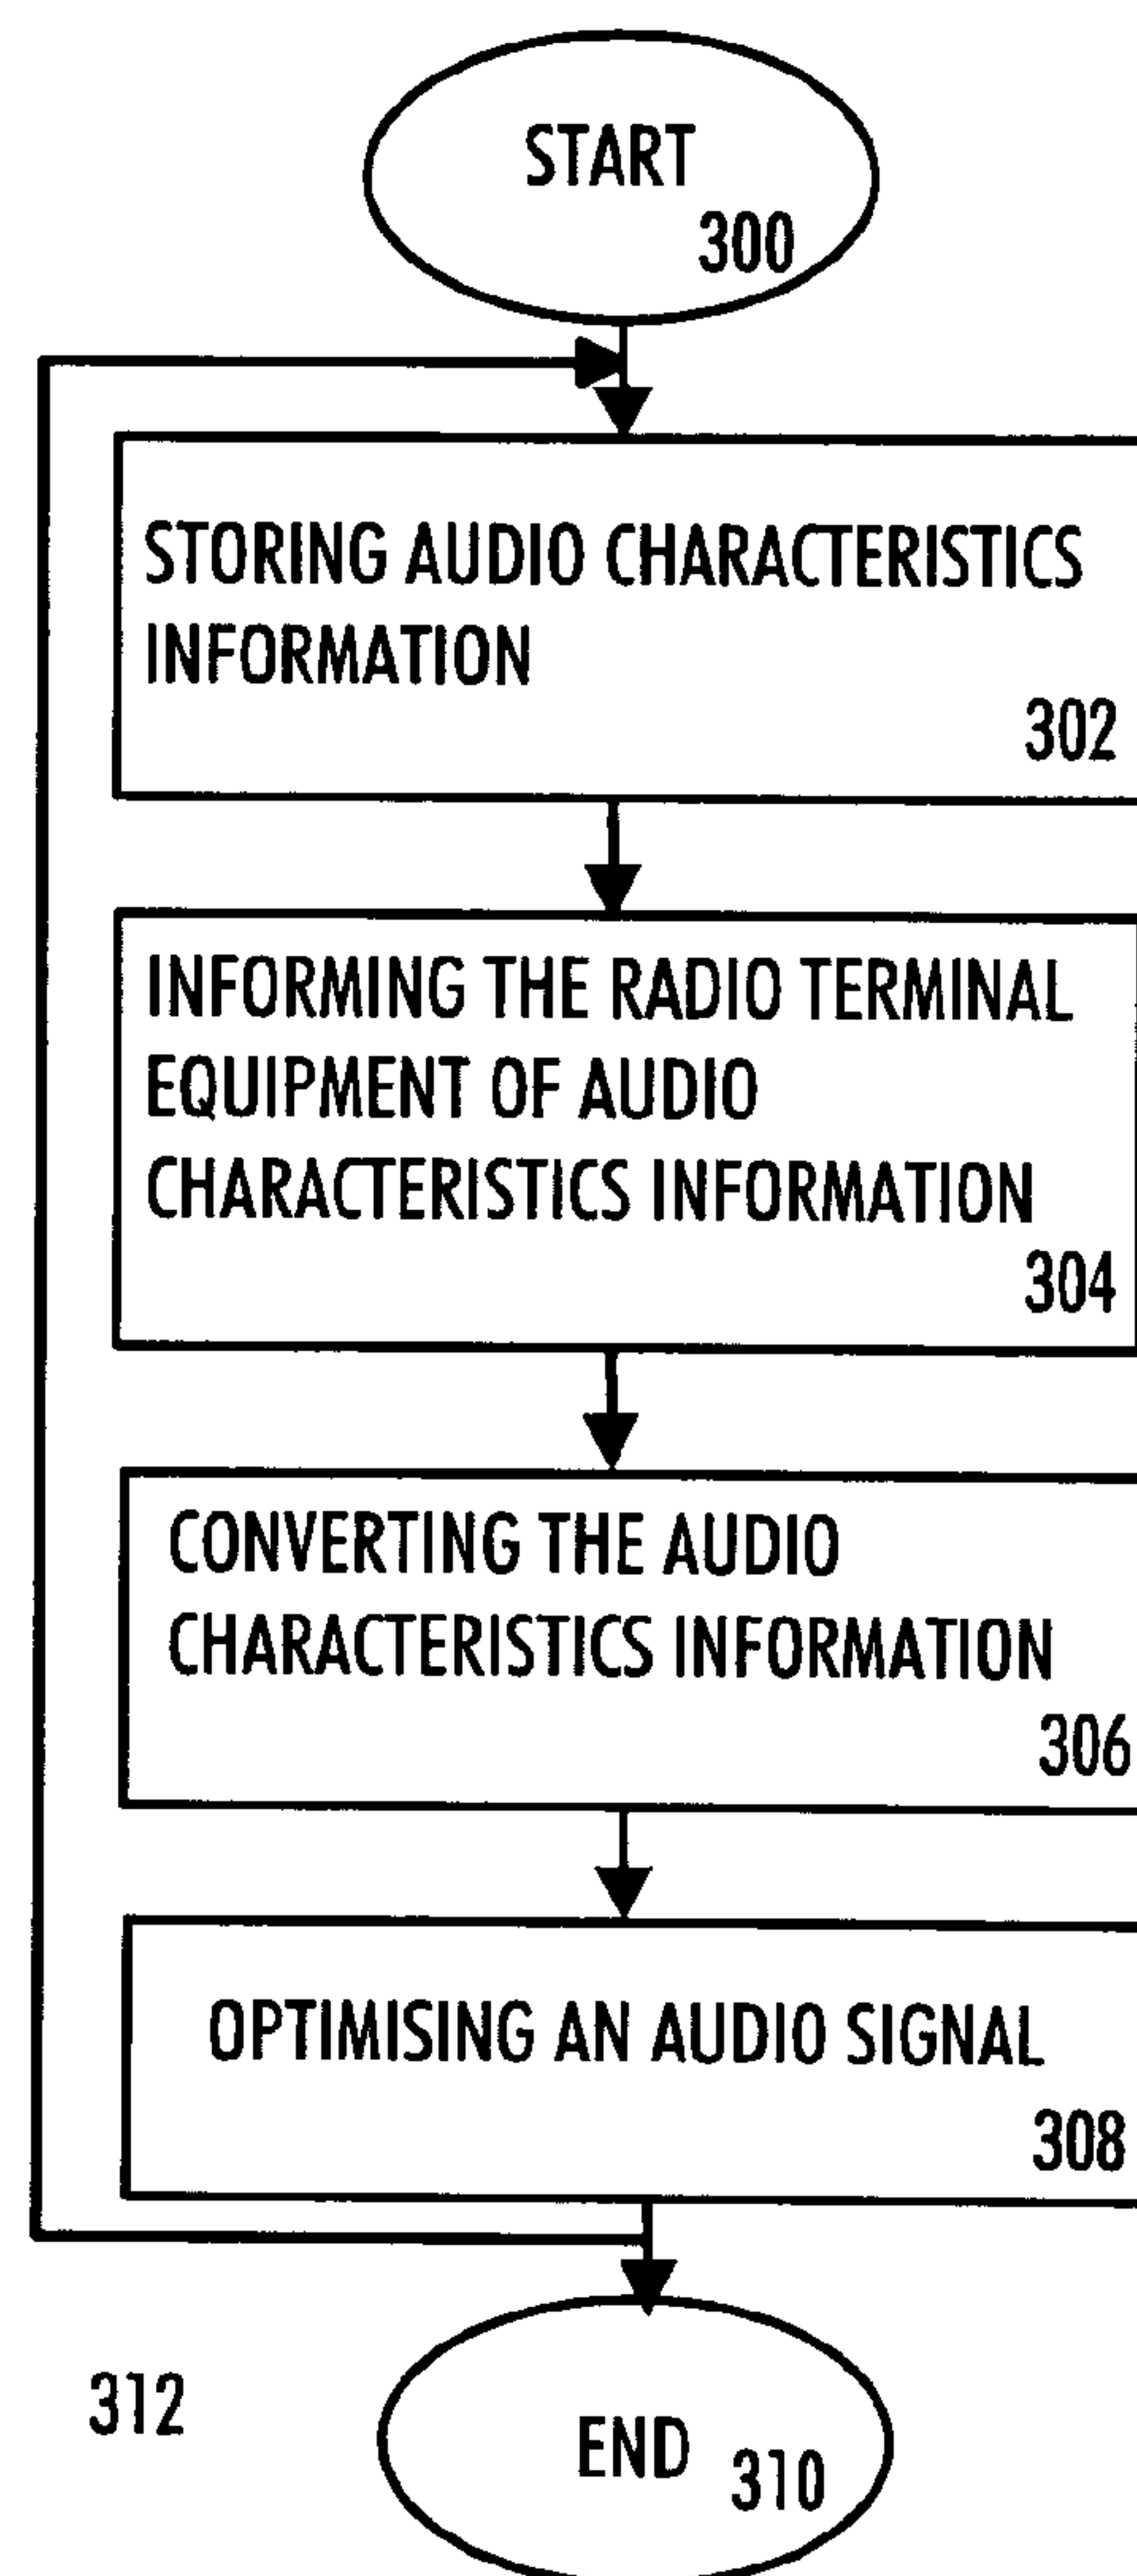 START
300
STORING AUDIO CHARACTERISTICS
INFORMATION
302
INFORMING THE RADIO TERMINAL
EQUIPMENT OF AUDIO
CHARACTERISTICS INFORMATION
304
CONVERTING THE AUDIO
CHARACTERISTICS INFORMATION
306
OPTIMISING AN AUDIO SIGNAL
308
312
END 310